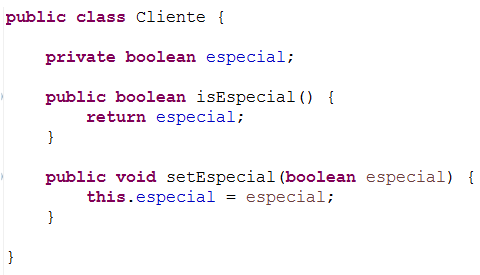 public class Cliente {
private boolean especial;
public boolean isEspecial() {
return especial;
}
public void setEspecial(boolean especial) {
this.especial = especial;
}
}